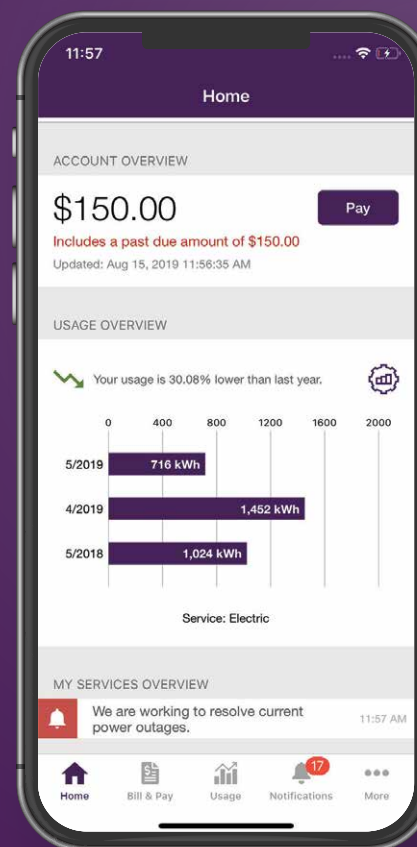 11:57
Home
ACCOUNT OVERVIEW
$150.00
Pay
Includes a past due amount of $150.00
Updated: Aug 15, 2019 11:56:35 AM
USAGE OVERVIEW
Your usage is 30.08% lower than last year.
0 400 800 1200 1600 2000
5/2019 716 kWh
4/2019 1,452 kWh
5/2018 1,024 kWh
Service: Electric
MY SERVICES OVERVIEW
We are working to resolve current
power outages.
11:57 AM
17
Home Bill & Pay Usage Notifications More